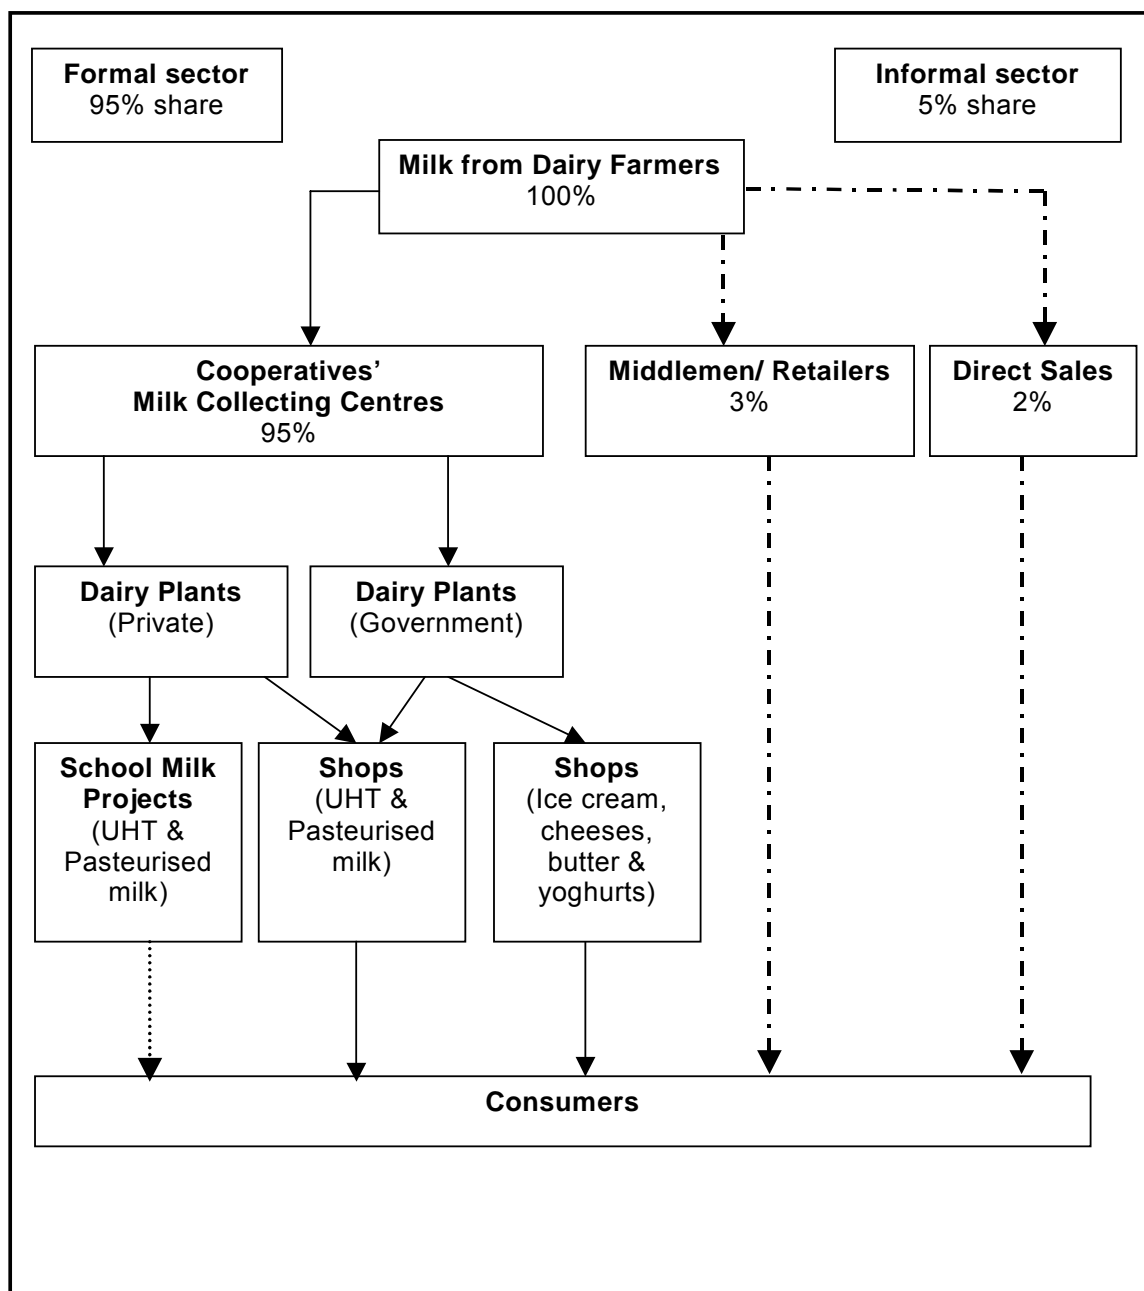 Formal sector
95% share
Informal sector
5% share
Milk from Dairy Farmers
100%
Cooperatives’
Milk Collecting Centres
95%
Middlemen/ Retailers
3%
Direct Sales
2%
Dairy Plants
(Private)
Dairy Plants
(Government)
School Milk
Projects
(UHT &
Pasteurised
milk)
Shops
(UHT &
Pasteurised
milk)
Shops
(Ice cream,
cheeses,
butter &
yoghurts)
Consumers